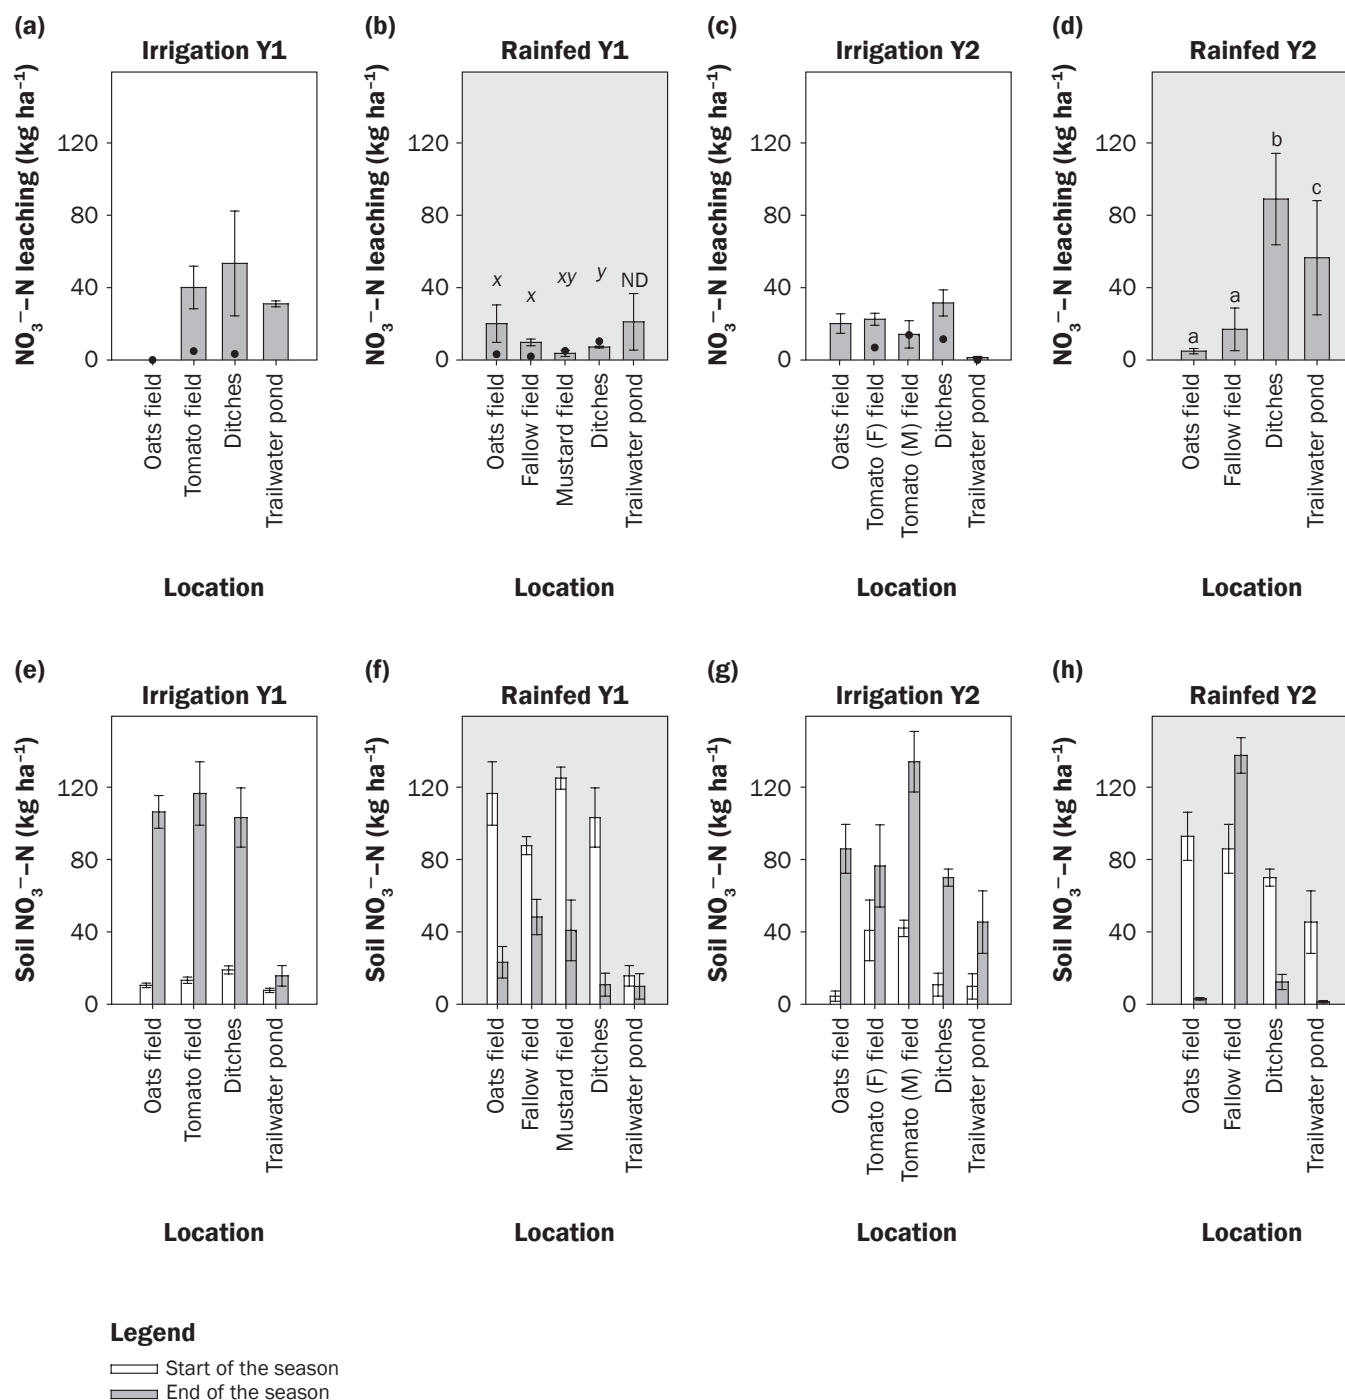 (a)
Irrigation Y1
NO₃⁻–N leaching (kg ha⁻¹)
120
80
40
0
Oats field
Tomato field
Ditches
Trailwater pond
Location
(b)
Rainfed Y1
NO₃⁻–N leaching (kg ha⁻¹)
120
80
40
0
x
x
xy
y
ND
Oats field
Fallow field
Mustard field
Ditches
Trailwater pond
Location
(c)
Irrigation Y2
NO₃⁻–N leaching (kg ha⁻¹)
120
80
40
0
Oats field
Tomato (F) field
Tomato (M) field
Ditches
Trailwater pond
Location
(d)
Rainfed Y2
NO₃⁻–N leaching (kg ha⁻¹)
120
80
40
0
a
a
b
c
Oats field
Fallow field
Ditches
Trailwater pond
Location
(e)
Irrigation Y1
Soil NO₃⁻–N (kg ha⁻¹)
120
80
40
0
Oats field
Tomato field
Ditches
Trailwater pond
Location
(f)
Rainfed Y1
Soil NO₃⁻–N (kg ha⁻¹)
120
80
40
0
Oats field
Fallow field
Mustard field
Ditches
Trailwater pond
Location
(g)
Irrigation Y2
Soil NO₃⁻–N (kg ha⁻¹)
120
80
40
0
Oats field
Tomato (F) field
Tomato (M) field
Ditches
Trailwater pond
Location
(h)
Rainfed Y2
Soil NO₃⁻–N (kg ha⁻¹)
120
80
40
0
Oats field
Fallow field
Ditches
Trailwater pond
Location
Legend
Start of the season
End of the season